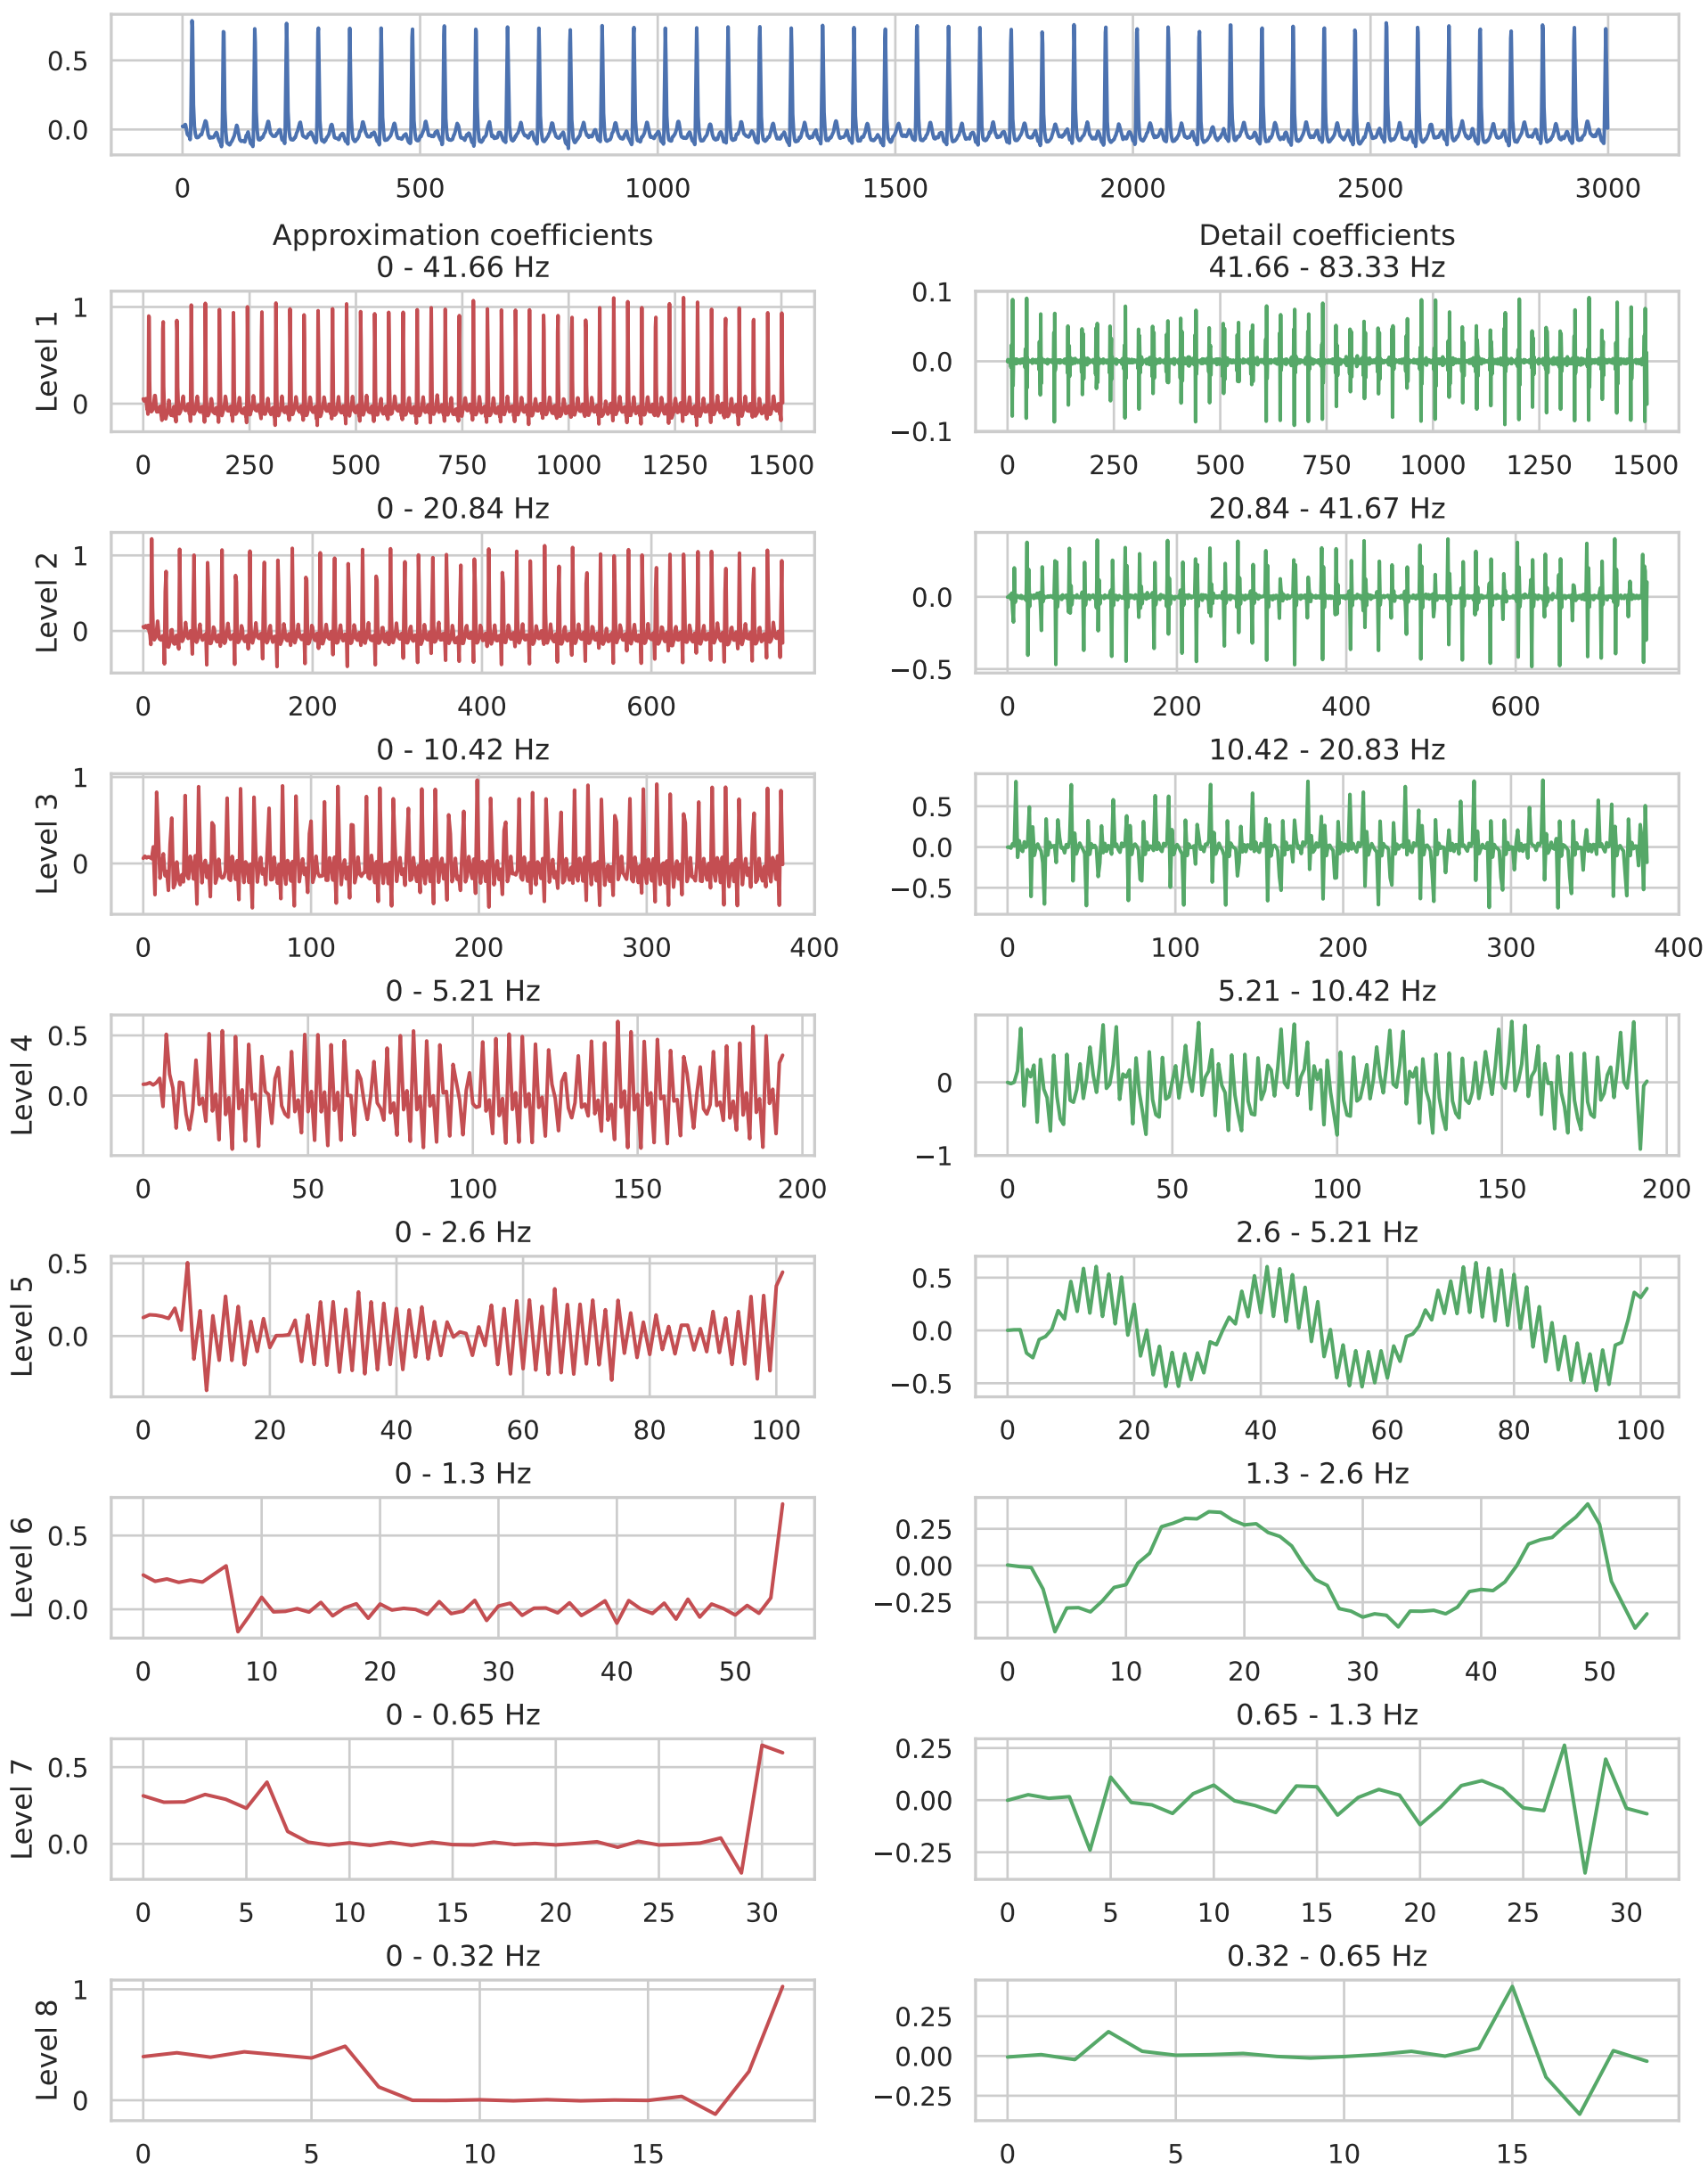 0.5
0.0
0 500 1000 1500 2000 2500 3000
Approximation coefficients Detail coefficients
0 - 41.66 Hz 41.66 - 83.33 Hz
Level 1
1
0
0 250 500 750 1000 1250 1500
0.1
0.0
−0.1
0 250 500 750 1000 1250 1500
0 - 20.84 Hz 20.84 - 41.67 Hz
Level 2
1
0
0 200 400 600
0.0
−0.5
0 200 400 600
0 - 10.42 Hz 10.42 - 20.83 Hz
Level 3
1
0
0 100 200 300 400
0.5
0.0
−0.5
0 100 200 300 400
0 - 5.21 Hz 5.21 - 10.42 Hz
Level 4
0.5
0.0
0 50 100 150 200
0
−1
0 50 100 150 200
0 - 2.6 Hz 2.6 - 5.21 Hz
Level 5
0.5
0.0
0 20 40 60 80 100
0.5
0.0
−0.5
0 20 40 60 80 100
0 - 1.3 Hz 1.3 - 2.6 Hz
Level 6
0.5
0.0
0 10 20 30 40 50
0.25
0.00
−0.25
0 10 20 30 40 50
0 - 0.65 Hz 0.65 - 1.3 Hz
Level 7
0.5
0.0
0 5 10 15 20 25 30
0.25
0.00
−0.25
0 5 10 15 20 25 30
0 - 0.32 Hz 0.32 - 0.65 Hz
Level 8
1
0
0 5 10 15
0.25
0.00
−0.25
0 5 10 15